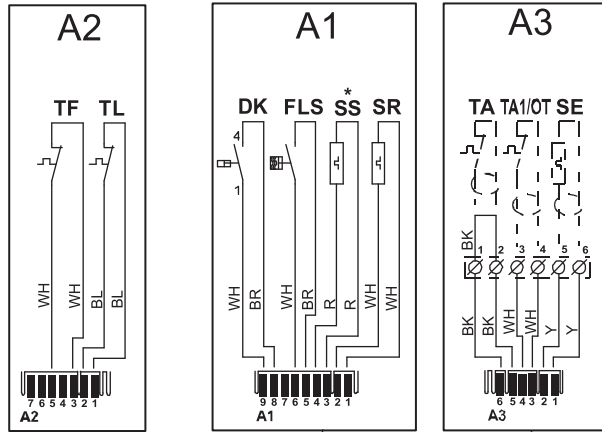 A2
TF TL
WH WH BL BL
7 6 5 4 3 2 1
A2
A1
*
DK FLS SS SR
4
1
WH BR WH BR R R WH WH
9 8 7 6 5 4 3 2 1
A1
A3
TA TA1/OT SE
BK
1 2 3 4 5 6
BK BK WH WH Y Y
6 5 4 3 2 1
A3